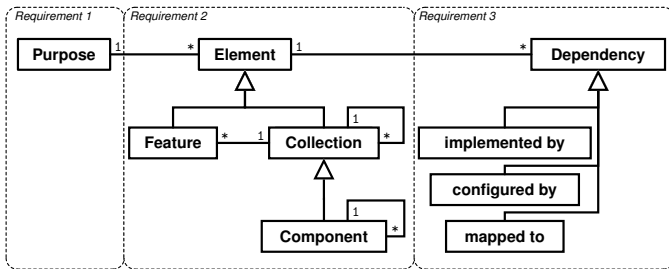 Requirement 1
Requirement 2
Requirement 3
Purpose
1
*
Element
1
*
Dependency
Feature
*
1
Collection
1
*
implemented by
configured by
Component
1
*
mapped to